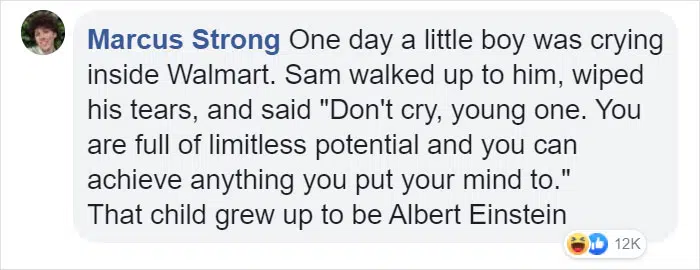 Marcus Strong One day a little boy was crying
inside Walmart. Sam walked up to him, wiped
his tears, and said "Don't cry, young one. You
are full of limitless potential and you can
achieve anything you put your mind to."
That child grew up to be Albert Einstein
12K